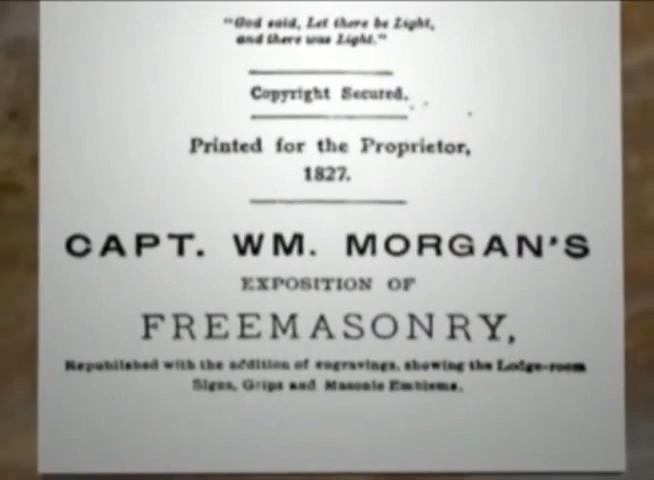 "God said, Let there be Light,
and there was Light."
Copyright Secured.
Printed for the Proprietor,
1827.
CAPT. WM. MORGAN'S
EXPOSITION OF
FREEMASONRY,
Republished with the addition of engravings, showing the Lodge-room
Signs, Grips and Masonic Emblems.